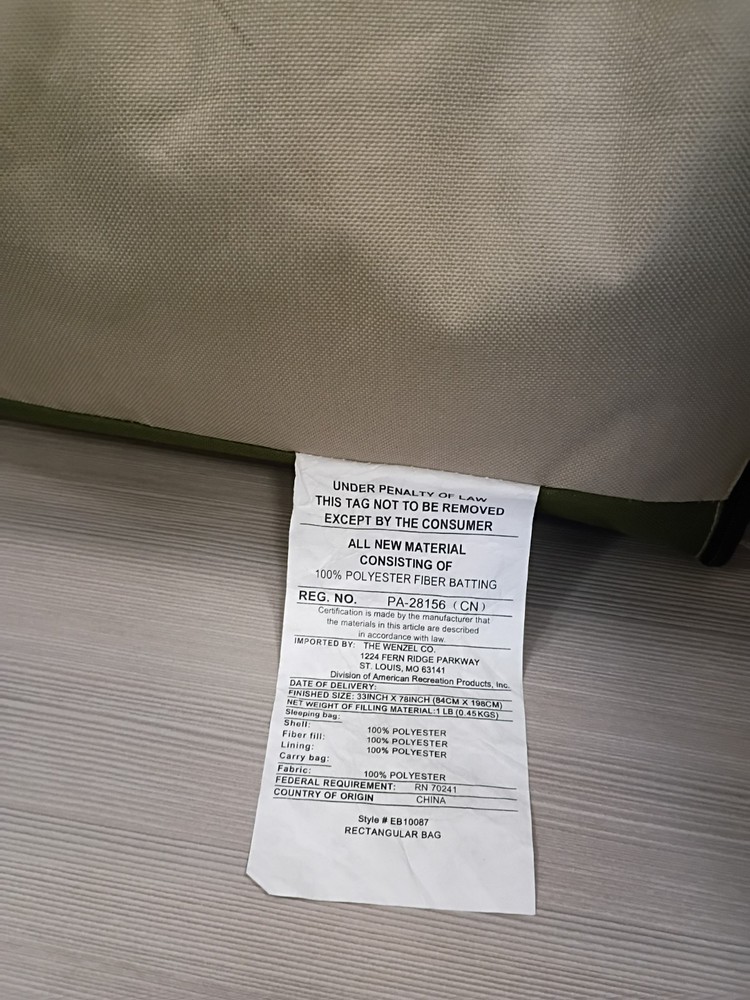 UNDER PENALTY OF LAW
THIS TAG NOT TO BE REMOVED
EXCEPT BY THE CONSUMER
ALL NEW MATERIAL
CONSISTING OF
100% POLYESTER FIBER BATTING
REG. NO. PA-28156 (CN)
Certification is made by the manufacturer that
the materials in this article are described
in accordance with law.
IMPORTED BY: THE WENZEL CO.
1224 FERN RIDGE PARKWAY
ST. LOUIS, MO 63141
Division of American Recreation Products, Inc.
DATE OF DELIVERY:
FINISHED SIZE: 33INCH X 78INCH (84CM X 198CM)
NET WEIGHT OF FILLING MATERIAL:1 LB (0.45KGS)
Sleeping bag:
Shell: 100% POLYESTER
Fiber fill: 100% POLYESTER
Lining: 100% POLYESTER
Carry bag:
Fabric: 100% POLYESTER
FEDERAL REQUIREMENT: RN 70241
COUNTRY OF ORIGIN CHINA
Style # EB10087
RECTANGULAR BAG